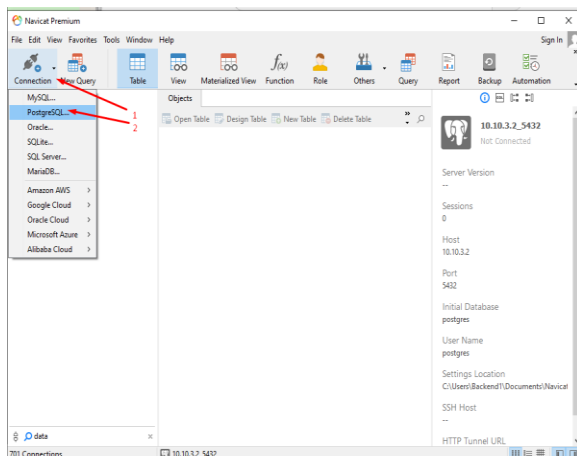 Navicat Premium
File Edit View Favorites Tools Window Help
Sign In
Connection New Query Table View Materialized View Function Role Others Query Report Backup Automation
f(x)
MySQL...
PostgreSQL...
Oracle...
SQLite...
SQL Server...
MariaDB...
Amazon AWS >
Google Cloud >
Oracle Cloud >
Microsoft Azure >
Alibaba Cloud >
1
2
Objects
Open Table Design Table New Table Delete Table
10.10.3.2_5432
Not Connected
Server Version
--
Sessions
0
Host
10.10.3.2
Port
5432
Initial Database
postgres
User Name
postgres
Settings Location
C:\Users\Backend1\Documents\Navicat
SSH Host
--
HTTP Tunnel URL
data
701 Connections
10.10.3.2_5432